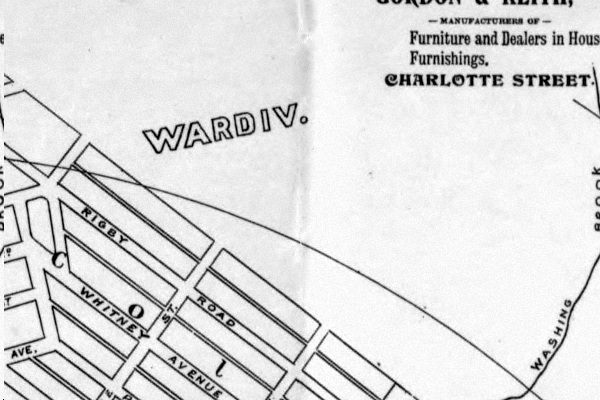 GORDON & KEITH,
— MANUFACTURERS OF —
Furniture and Dealers in Hous
Furnishings.
CHARLOTTE STREET.
WARD IV.
BROOK
RIGBY ROAD
WHITNEY AVENUE
ST
C O L
AVE.
WASHING